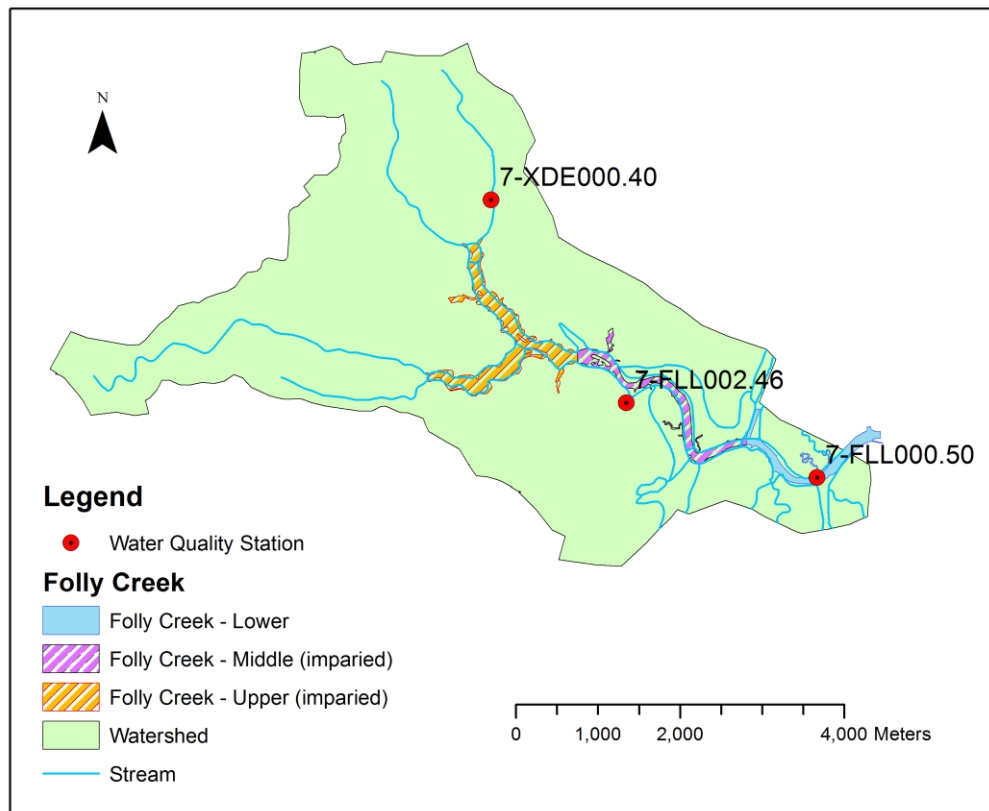 N
7-XDE000.40
7-FLL002.46
7-FLL000.50
Legend
Water Quality Station
Folly Creek
Folly Creek - Lower
Folly Creek - Middle (imparied)
Folly Creek - Upper (imparied)
Watershed
Stream
0 1,000 2,000 4,000 Meters